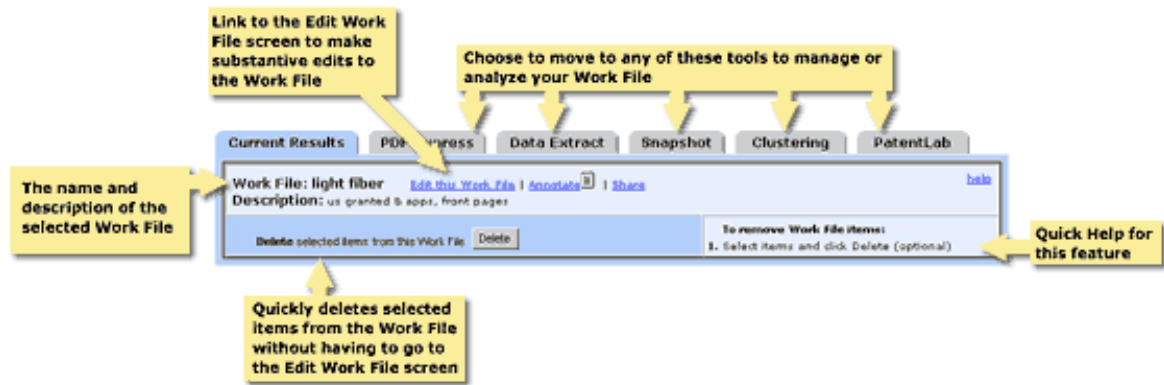 Link to the Edit Work
File screen to make
substantive edits to
the Work File
Choose to move to any of these tools to manage or
analyze your Work File
Current Results PDF Express Data Extract Snapshot Clustering PatentLab
The name and
description of the
selected Work File
Work File: light fiber Edit this Work File | Annotate | Share help
Description: us granted & apps, front pages
Delete selected items from this Work File Delete
To remove Work File items:
1. Select items and click Delete (optional)
Quick Help for
this feature
Quickly deletes selected
items from the Work File
without having to go to
the Edit Work File screen